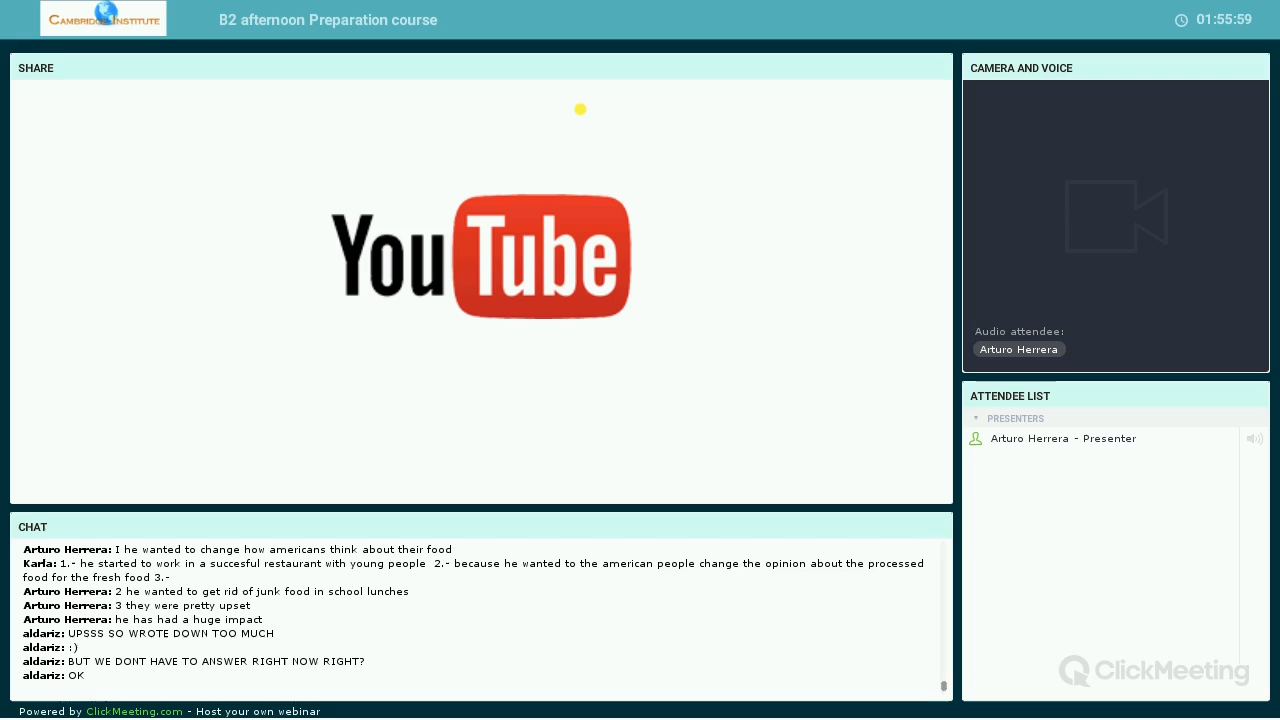 CAMBRIDGE INSTITUTE
B2 afternoon Preparation course
01:55:59
SHARE
YouTube
CAMERA AND VOICE
Audio attendee:
Arturo Herrera
ATTENDEE LIST
PRESENTERS
Arturo Herrera - Presenter
CHAT
Arturo Herrera: I he wanted to change how americans think about their food
Karla: 1.- he started to work in a succesful restaurant with young people 2.- because he wanted to the american people change the opinion about the processed
food for the fresh food 3.-
Arturo Herrera: 2 he wanted to get rid of junk food in school lunches
Arturo Herrera: 3 they were pretty upset
Arturo Herrera: he has had a huge impact
aldariz: UPSSS SO WROTE DOWN TOO MUCH
aldariz: :)
aldariz: BUT WE DONT HAVE TO ANSWER RIGHT NOW RIGHT?
aldariz: OK
ClickMeeting
Powered by ClickMeeting.com - Host your own webinar